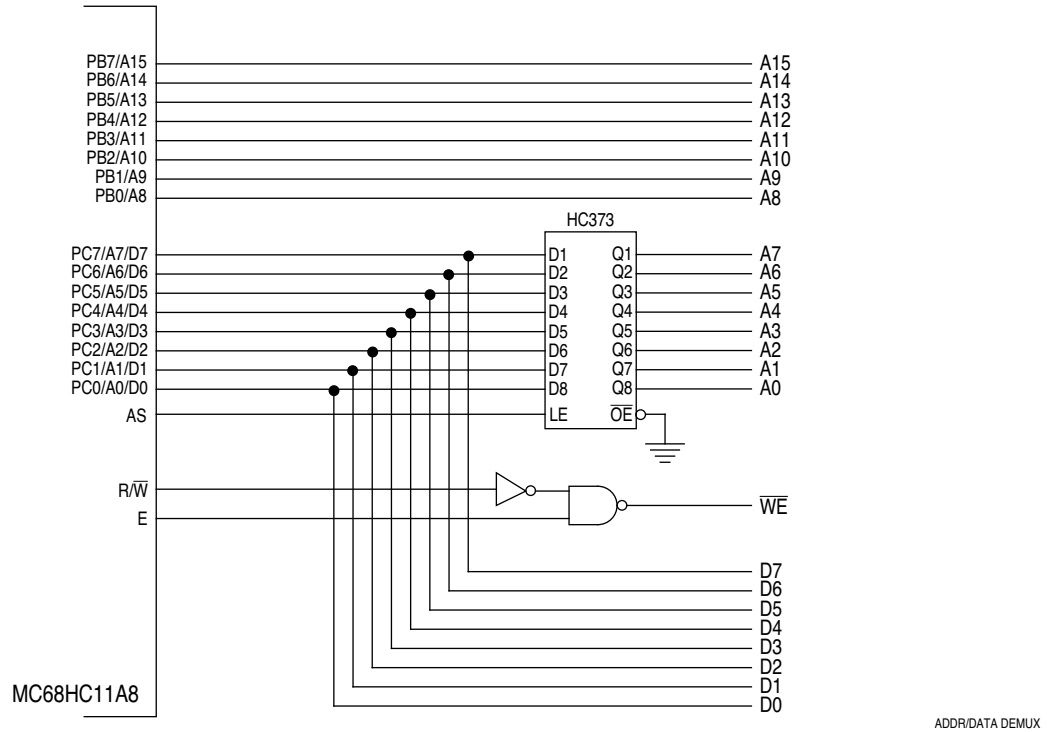 PB7/A15 A15
PB6/A14 A14
PB5/A13 A13
PB4/A12 A12
PB3/A11 A11
PB2/A10 A10
PB1/A9 A9
PB0/A8 A8
HC373
PC7/A7/D7 D1 Q1 A7
PC6/A6/D6 D2 Q2 A6
PC5/A5/D5 D3 Q3 A5
PC4/A4/D4 D4 Q4 A4
PC3/A3/D3 D5 Q5 A3
PC2/A2/D2 D6 Q6 A2
PC1/A1/D1 D7 Q7 A1
PC0/A0/D0 D8 Q8 A0
AS LE O̅E̅
R/W̅
E W̅E̅
D7
D6
D5
D4
D3
D2
D1
D0
MC68HC11A8
ADDR/DATA DEMUX